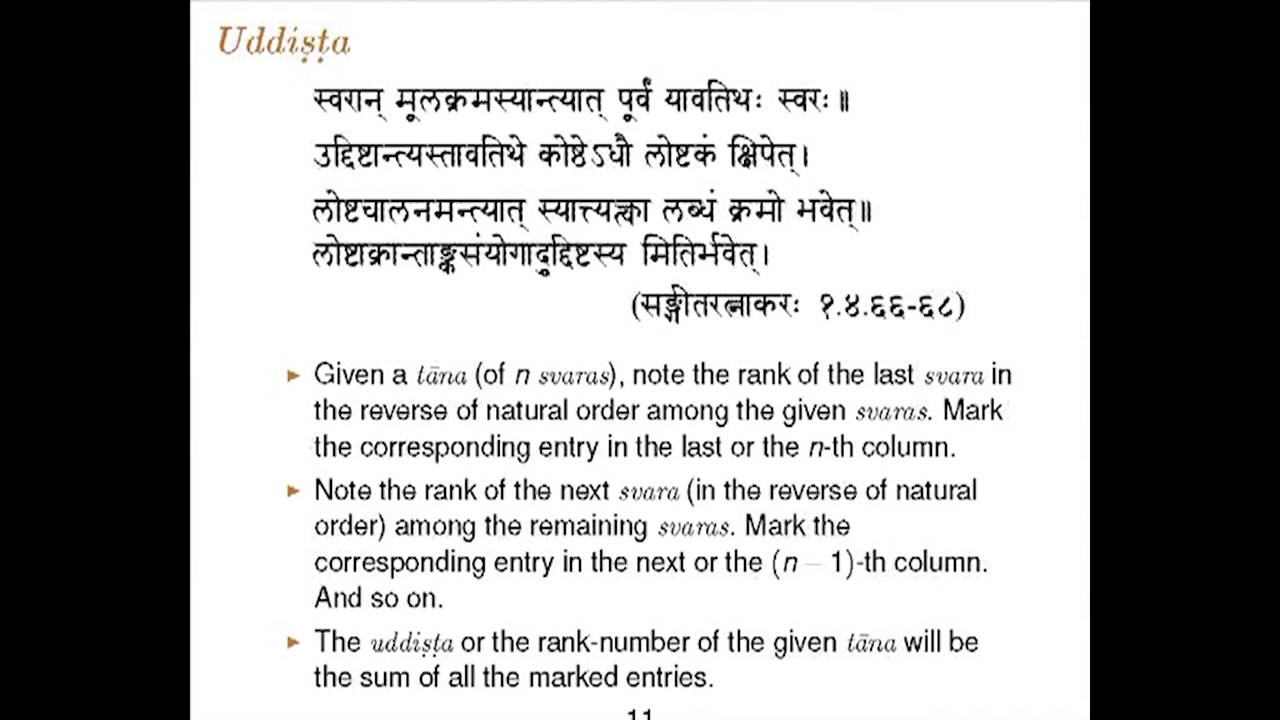 Uddiṣṭa
स्वरान् मूलक्रमस्यान्त्यात् पूर्वं यावतिथः स्वरः॥
उद्दिष्टान्त्यस्तावतिथे कोष्ठेऽधौ लोष्टकं क्षिपेत्।
लोष्टचालनमन्त्यात् स्यात्त्यक्त्वा लब्धं क्रमो भवेत्॥
लोष्टाक्रान्ताङ्कसंयोगादुद्दिष्टस्य मितिर्भवेत्।
(सङ्गीतरत्नाकरः १.४.६६-६८)
► Given a tāna (of n svaras), note the rank of the last svara in
the reverse of natural order among the given svaras. Mark
the corresponding entry in the last or the n-th column.
► Note the rank of the next svara (in the reverse of natural
order) among the remaining svaras. Mark the
corresponding entry in the next or the (n − 1)-th column.
And so on.
► The uddiṣṭa or the rank-number of the given tāna will be
the sum of all the marked entries.
11